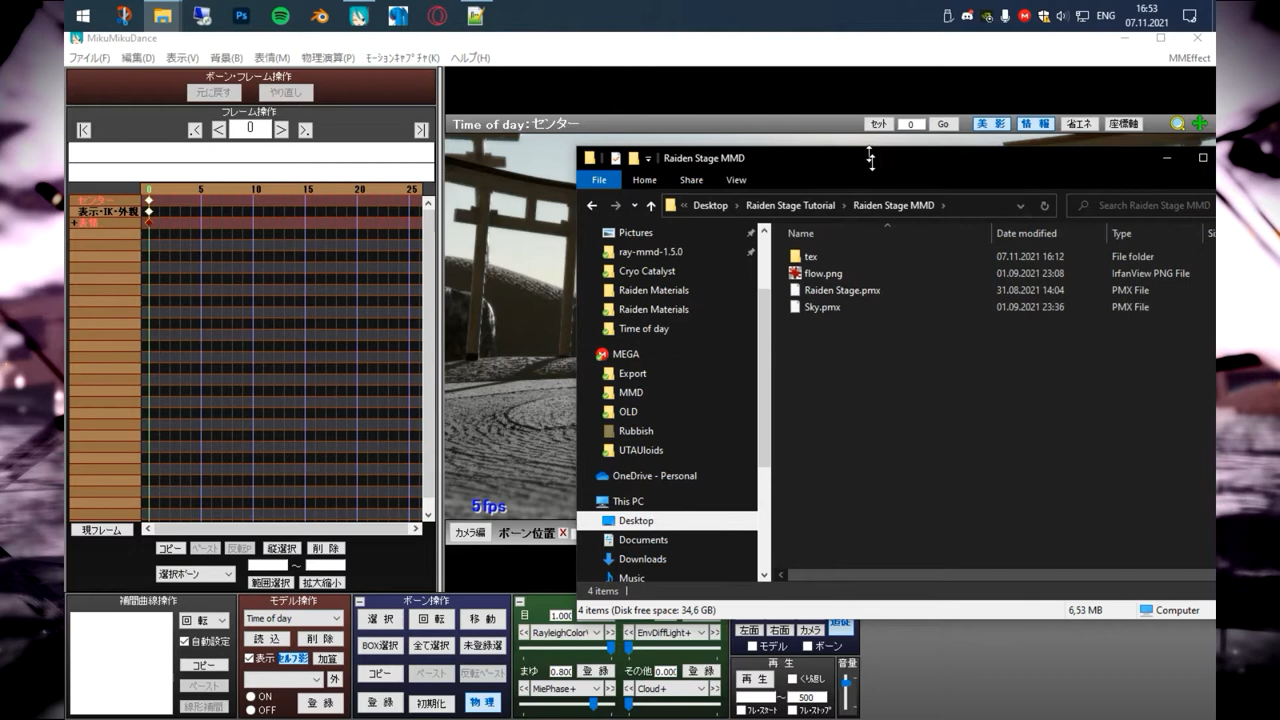 16:53
ENG
07.11.2021
MikuMikuDance
ファイル(F) 編集(D) 表示(V) 背景(B) 表情(M) 物理演算(P) ﾓｰｼｮﾝｷｬﾌﾟﾁｬ(K) ヘルプ(H) MMEffect
ボーン・フレーム操作
元に戻す やり直し
フレーム操作
0
Time of day:センター セット 0 Go 美 影 情 報 省エネ 座標軸
0 5 10 15 20 25
センター
表示・IK・外観
+表情
Raiden Stage MMD
File Home Share View
Desktop Raiden Stage Tutorial Raiden Stage MMD Search Raiden Stage MMD
Name Date modified Type Si
Pictures
ray-mmd-1.5.0
Cryo Catalyst
Raiden Materials
Raiden Materials
Time of day
MEGA
Export
MMD
OLD
Rubbish
UTAUloids
OneDrive - Personal
This PC
Desktop
Documents
Downloads
Music
tex 07.11.2021 16:12 File folder
flow.png 01.09.2021 23:08 IrfanView PNG File
Raiden Stage.pmx 31.08.2021 14:04 PMX File
Sky.pmx 01.09.2021 23:36 PMX File
4 items
4 items (Disk free space: 34,6 GB) 6,53 MB Computer
5fps
現フレーム
カメラ編 ボーン位置 X
コピー ペースト 反転P 縦選択 削 除
選択ボーン ～
範囲選択 拡大縮小
補間曲線操作
回 転
自動設定
コピー
ペースト
線形補間
モデル操作
Time of day
読 込 削 除
表示 セルフ影 加算
外
ON
OFF
登 録
ボーン操作
選 択 回 転 移 動
BOX選択 全て選択 未登録選
コピー ペースト 反転ペースト
登 録 初期化 物 理
目 1.000
<< RayleighColor >> << EnvDiffLight+ >>
まゆ 0.800 登 録 その他 0.000 登 録
<< MiePhase+ >> << Cloud+ >>
左面 右面 カメラ 追従
モデル ボーン
再 生 音量
再 生 くり返し
～ 500
フレ・スタート フレ・ストップ